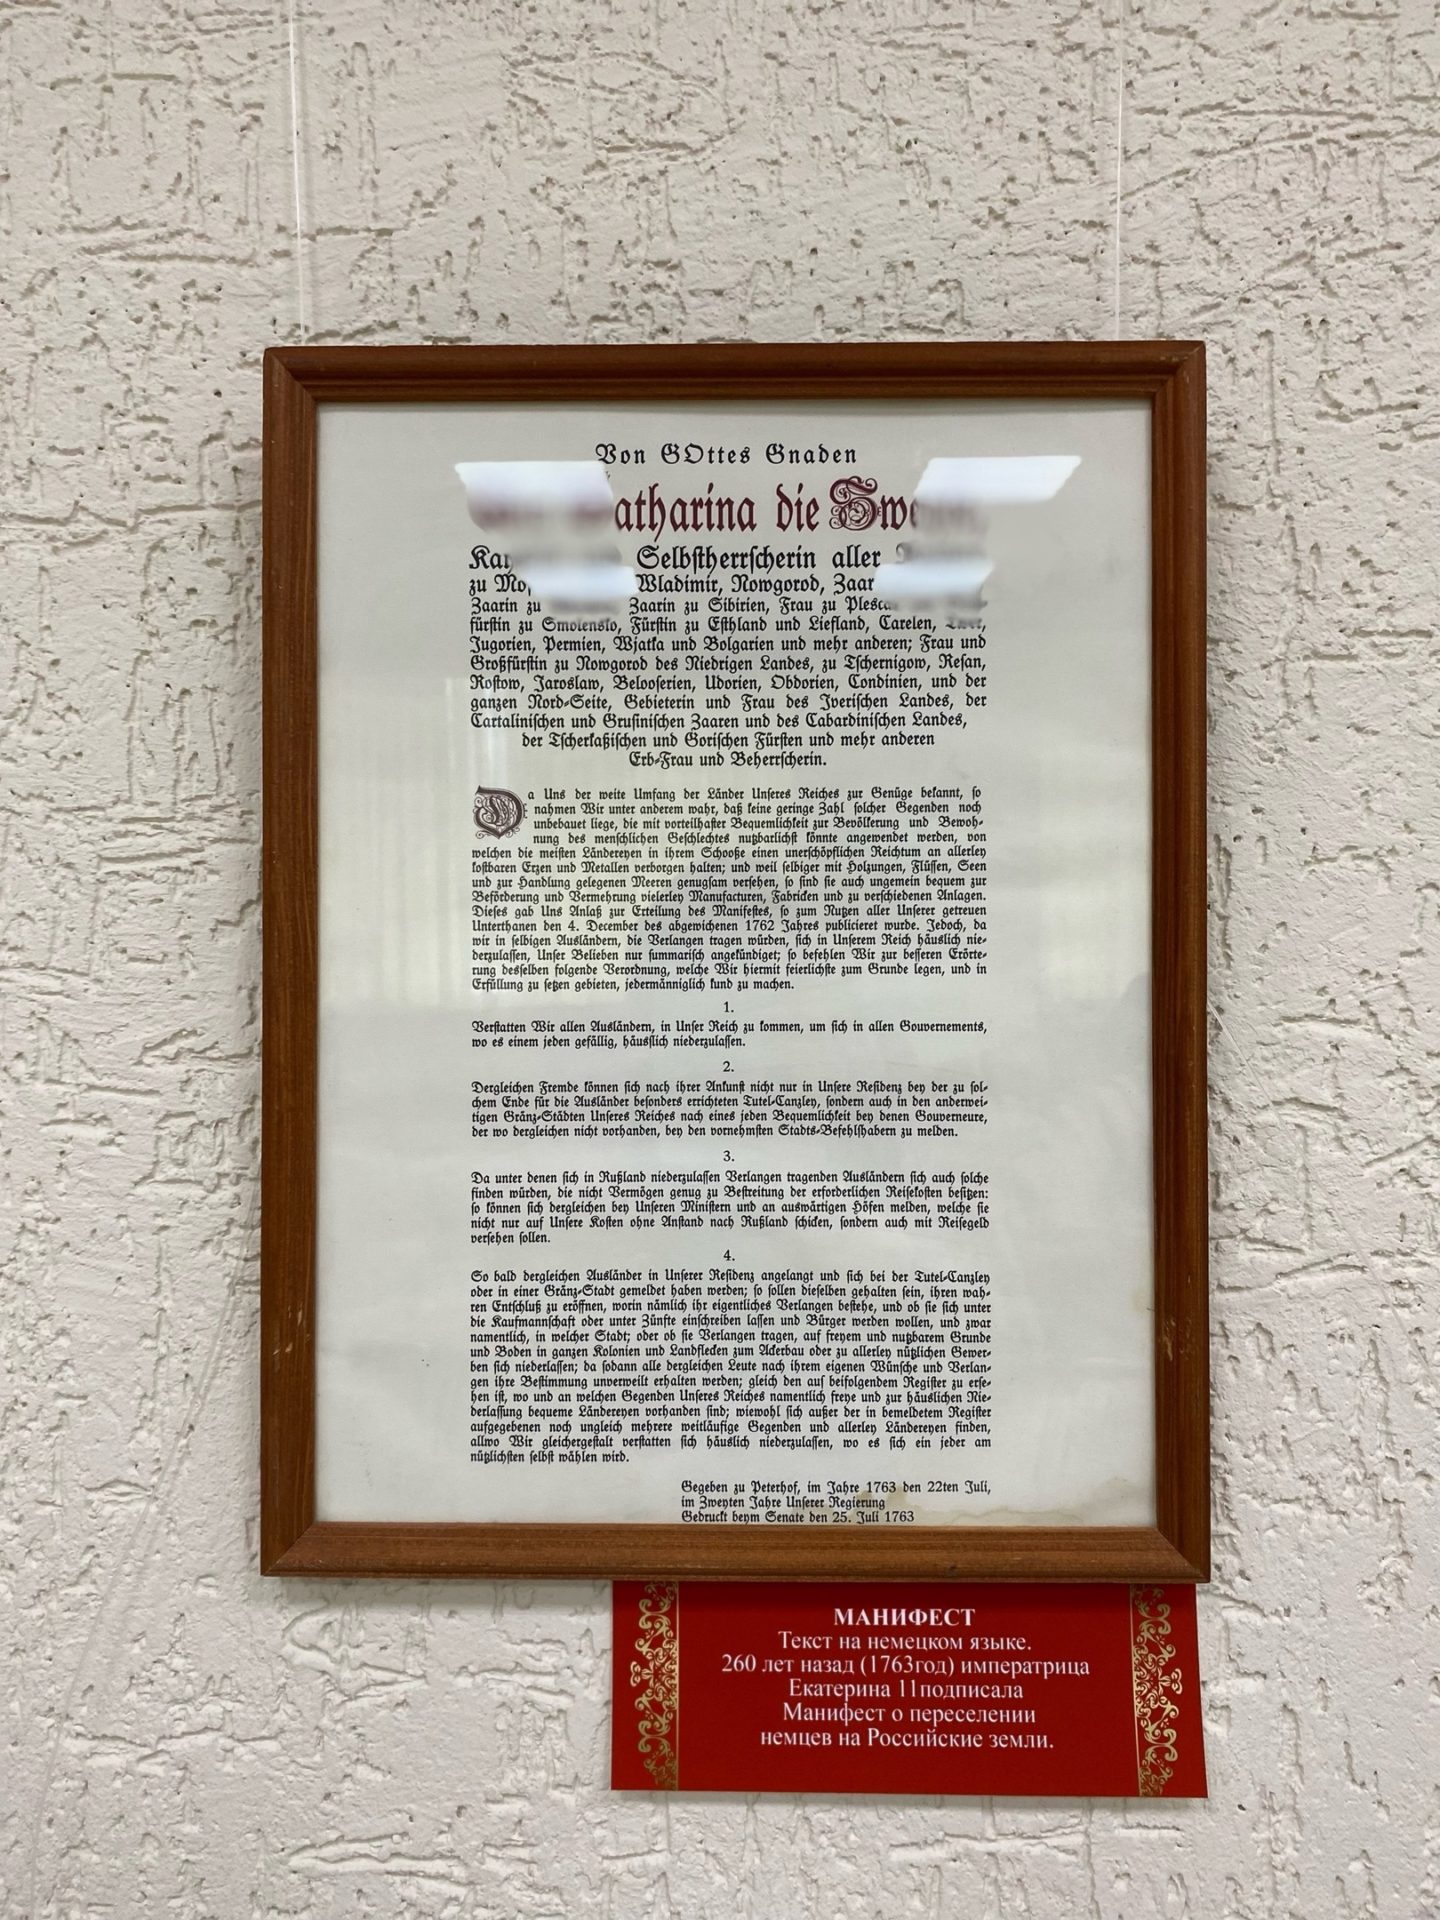 Von GOttes Gnaden
Catharina die Zwe
Selbstherrscherin aller
zu Mos Wladimir, Nowgorod, Zaar
Zaarin zu Zaarin zu Sibirien, Frau zu Plescau
fürstin zu Smolensko, Fürstin zu Esthland und Liefland, Carelen, Twer,
Jugorien, Permien, Wjatka und Bolgarien und mehr anderen; Frau und
Großfürstin zu Nowgorod des Niedrigen Landes, zu Tschernigow, Resan,
Rostow, Jaroslaw, Belooserien, Udorien, Obdorien, Condinien, und der
ganzen Nord-Seite, Gebieterin und Frau des Iverischen Landes, der
Cartalinischen und Grusinischen Zaaren und des Cabardinischen Landes,
der Tscherkaßischen und Gorischen Fürsten und mehr anderen
Erb-Frau und Beherrscherin.
Da Uns der weite Umfang der Länder Unseres Reiches zur Genüge bekannt, so
nahmen Wir unter anderem wahr, daß keine geringe Zahl solcher Gegenden noch
unbebauet liege, die mit vorteilhafter Bequemlichkeit zur Bevölkerung und Bewoh-
nung des menschlichen Geschlechtes nutzbarlichst könnte angewendet werden, von
welchen die meisten Ländereyen in ihrem Schooße einen unerschöpflichen Reichtum an allerley
kostbaren Erzen und Metallen verborgen halten; und weil selbiger mit Holzungen, Flüssen, Seen
und zur Handlung gelegenen Meeren genugsam versehen, so sind sie auch ungemein bequem zur
Beförderung und Vermehrung vielerley Manufacturen, Fabricken und zu verschiedenen Anlagen.
Dieses gab Uns Anlaß zur Erteilung des Manifestes, so zum Nutzen aller Unserer getreuen
Unterthanen den 4. December des abgewichenen 1762 Jahres publicieret wurde. Jedoch, da
wir in selbigen Ausländern, die Verlangen tragen würden, sich in Unserem Reich häuslich nie-
derzulassen, Unser Belieben nur summarisch angekündiget; so befehlen Wir zur besseren Erörte-
rung desselben folgende Verordnung, welche Wir hiermit feierlichste zum Grunde legen, und in
Erfüllung zu setzen gebieten, jedermänniglich kund zu machen.
1.
Verstatten Wir allen Ausländern, in Unser Reich zu kommen, um sich in allen Gouvernements,
wo es einem jeden gefällig, häuslich niederzulassen.
2.
Dergleichen Fremde können sich nach ihrer Ankunft nicht nur in Unsere Residenz bey der zu sol-
chem Ende für die Ausländer besonders errichteten Tutel-Canzley, sondern auch in den anderwei-
tigen Gränz-Städten Unseres Reiches nach eines jeden Bequemlichkeit bey denen Gouverneure,
der wo dergleichen nicht vorhanden, bey den vornehmsten Stadts-Befehlshabern zu melden.
3.
Da unter denen sich in Rußland niederzulassen Verlangen tragenden Ausländern sich auch solche
finden würden, die nicht Vermögen genug zu Bestreitung der erforderlichen Reisekosten besitzen:
so können sich dergleichen bey Unseren Ministern und an auswärtigen Höfen melden, welche sie
nicht nur auf Unsere Kosten ohne Anstand nach Rußland schicken, sondern auch mit Reisegeld
versehen sollen.
4.
So bald dergleichen Ausländer in Unserer Residenz angelangt und sich bei der Tutel-Canzley
oder in einer Gränz-Stadt gemeldet haben werden; so sollen dieselben gehalten sein, ihren wah-
ren Entschluß zu eröffnen, worin nämlich ihr eigentliches Verlangen bestehe, und ob sie sich unter
die Kaufmannschaft oder unter Zünfte einschreiben lassen und Bürger werden wollen, und zwar
namentlich, in welcher Stadt; oder ob sie Verlangen tragen, auf freyem und nutzbarem Grunde
und Boden in ganzen Kolonien und Landflecken zum Ackerbau oder zu allerley nützlichen Gewer-
ben sich niederlassen; da sodann alle dergleichen Leute nach ihrem eigenen Wünsche und Verlan-
gen ihre Bestimmung unverweilt erhalten werden; gleich den auf beifolgendem Register zu erse-
hen ist, wo und an welchen Gegenden Unseres Reiches namentlich freye und zur häuslichen Nie-
derlassung bequeme Ländereyen vorhanden sind; wiewohl sich außer der in bemeldetem Register
aufgegebenen noch ungleich mehrere weitläufige Gegenden und allerley Ländereyen finden,
allwo Wir gleichergestalt verstatten sich häuslich niederzulassen, wo es sich ein jeder am
nützlichsten selbst wählen wird.
Gegeben zu Peterhof, im Jahre 1763 den 22ten Juli,
im Zweyten Jahre Unserer Regierung
Gedruckt beym Senate den 25. Juli 1763
МАНИФЕСТ
Текст на немецком языке.
260 лет назад (1763год) императрица
Екатерина 11подписала
Манифест о переселении
немцев на Российские земли.